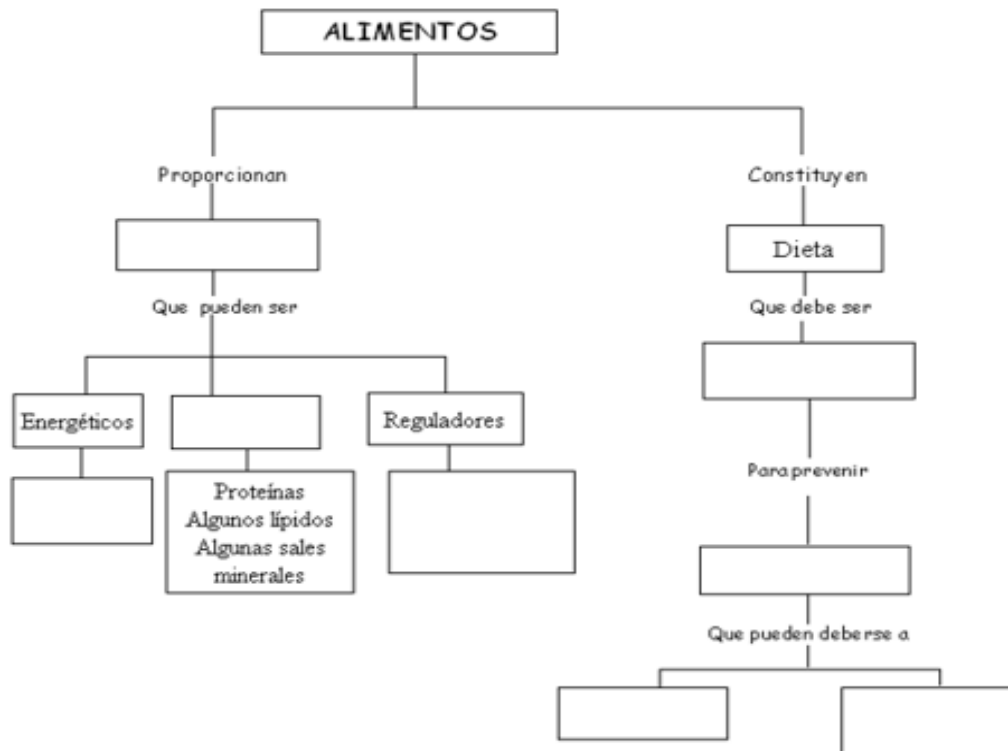 ALIMENTOS
Proporcionan
Constituyen
Dieta
Que pueden ser
Que debe ser
Energéticos
Reguladores
Proteínas
Algunos lípidos
Algunas sales
minerales
Para prevenir
Que pueden deberse a